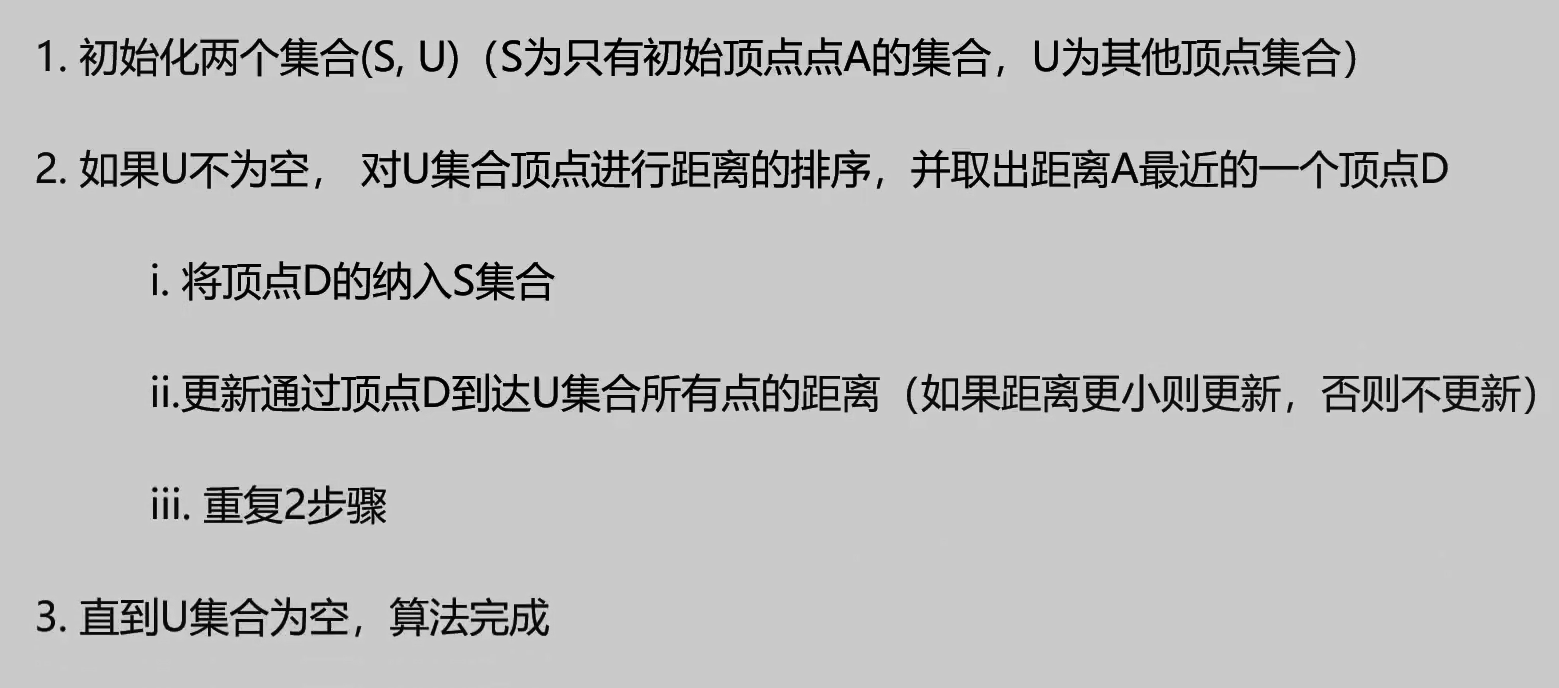 1. 初始化两个集合(S, U)（S为只有初始顶点点A的集合，U为其他顶点集合）
2. 如果U不为空， 对U集合顶点进行距离的排序，并取出距离A最近的一个顶点D
i. 将顶点D的纳入S集合
ii.更新通过顶点D到达U集合所有点的距离（如果距离更小则更新，否则不更新）
iii. 重复2步骤
3. 直到U集合为空，算法完成